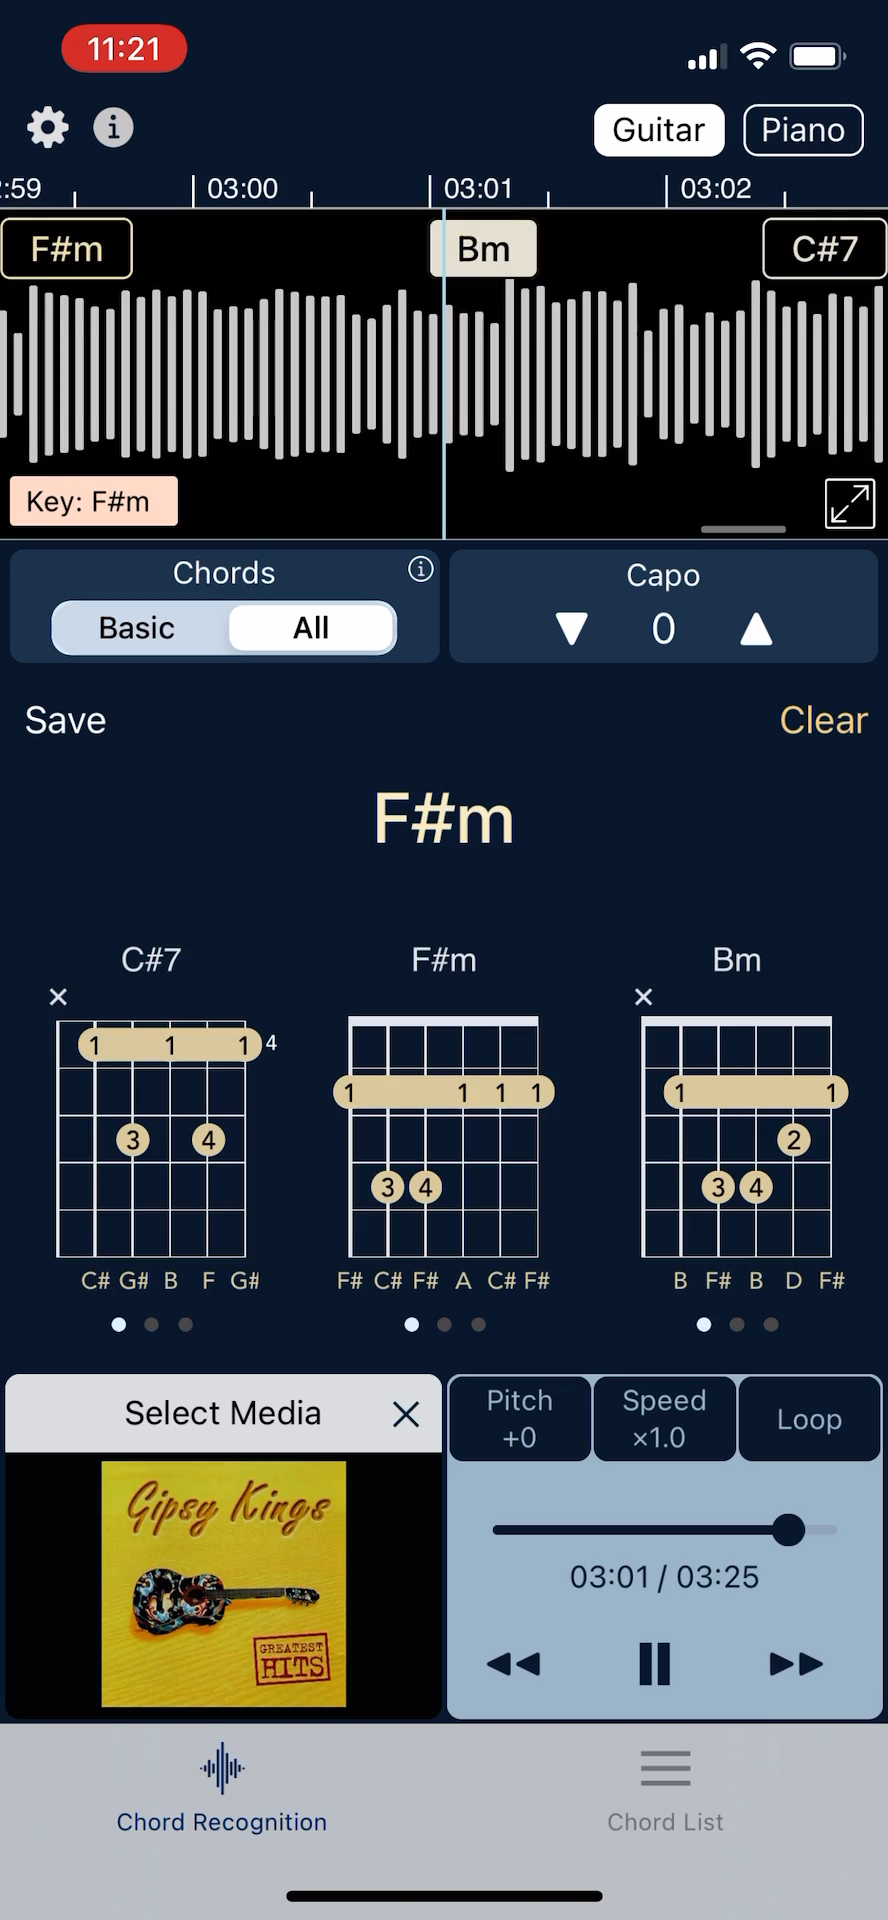 11:21
Guitar Piano
:59 03:00 03:01 03:02
F#m Bm C#7
Key: F#m
Chords Capo
Basic All 0
Save Clear
F#m
C#7 F#m Bm
× ×
1 1 1 4
1 1 1 1
1 1
3 4
2
3 4
3 4
C# G# B F G#
F# C# F# A C# F#
B F# B D F#
Select Media
Gipsy Kings
GREATEST
HITS
Pitch
+0
Speed
×1.0
Loop
03:01 / 03:25
Chord Recognition Chord List